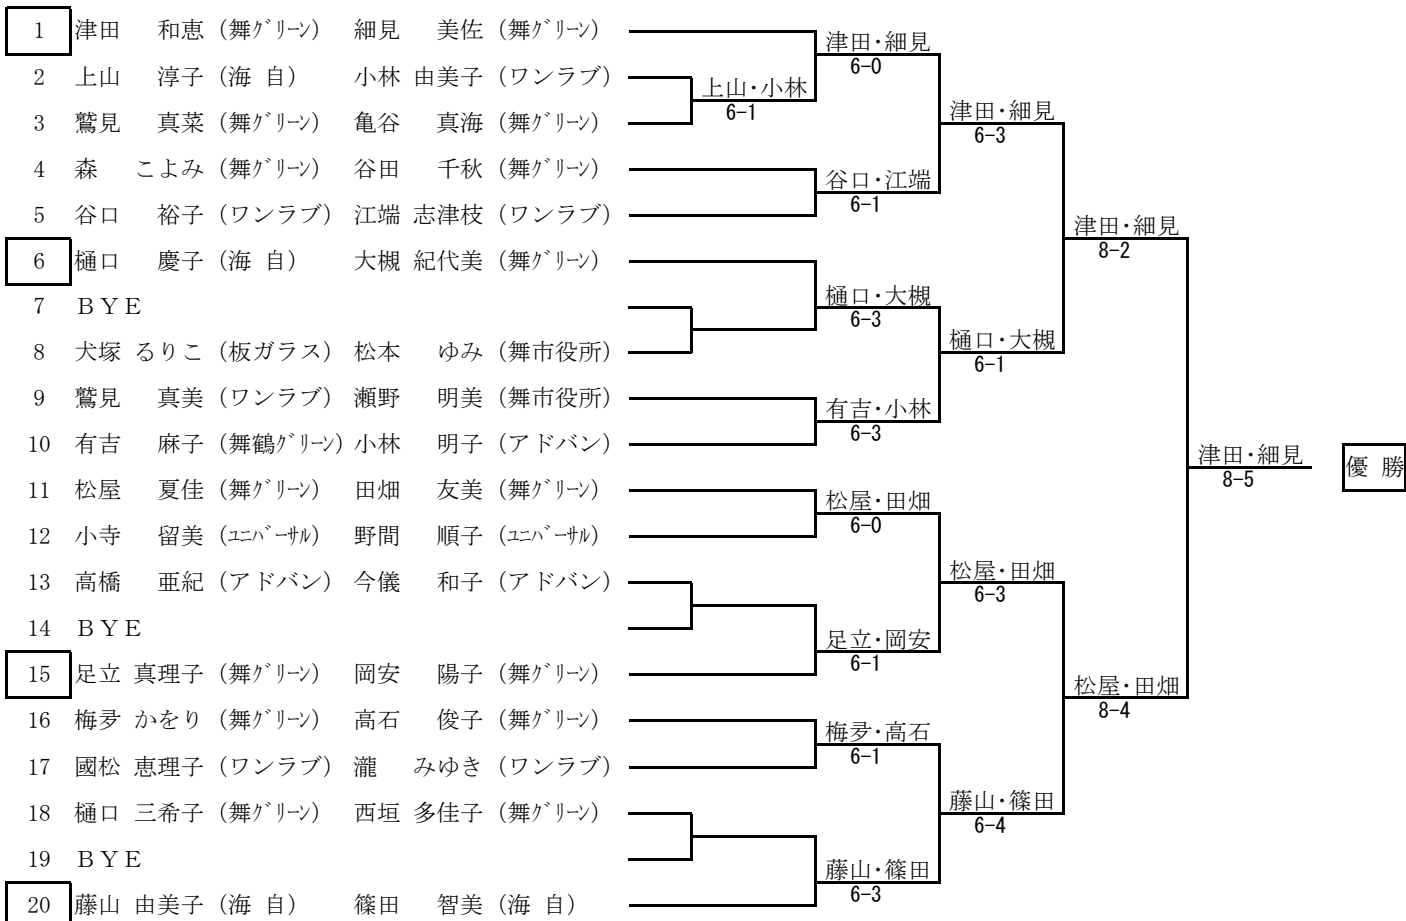 1 津田 和恵 (舞グリーン) 細見 美佐 (舞グリーン)
津田・細見
6-0
2 上山 淳子 (海 自) 小林 由美子 (ワンラブ)
上山・小林
6-1
3 鷲見 真菜 (舞グリーン) 亀谷 真海 (舞グリーン)
津田・細見
6-3
4 森 こよみ (舞グリーン) 谷田 千秋 (舞グリーン)
谷口・江端
6-1
5 谷口 裕子 (ワンラブ) 江端 志津枝 (ワンラブ)
津田・細見
8-2
6 樋口 慶子 (海 自) 大槻 紀代美 (舞グリーン)
樋口・大槻
6-3
7 ＢＹＥ
8 犬塚 るりこ (板ガラス) 松本 ゆみ (舞市役所)
樋口・大槻
6-1
9 鷲見 真美 (ワンラブ) 瀬野 明美 (舞市役所)
有吉・小林
6-3
10 有吉 麻子 (舞鶴グリーン) 小林 明子 (アドバン)
津田・細見
8-5
優 勝
11 松屋 夏佳 (舞グリーン) 田畑 友美 (舞グリーン)
松屋・田畑
6-0
12 小寺 留美 (ユニバーサル) 野間 順子 (ユニバーサル)
13 高橋 亜紀 (アドバン) 今儀 和子 (アドバン)
松屋・田畑
6-3
14 ＢＹＥ
足立・岡安
6-1
15 足立 真理子 (舞グリーン) 岡安 陽子 (舞グリーン)
松屋・田畑
8-4
16 梅夛 かをり (舞グリーン) 高石 俊子 (舞グリーン)
梅夛・高石
6-1
17 國松 恵理子 (ワンラブ) 瀧 みゆき (ワンラブ)
18 樋口 三希子 (舞グリーン) 西垣 多佳子 (舞グリーン)
藤山・篠田
6-4
19 ＢＹＥ
藤山・篠田
6-3
20 藤山 由美子 (海 自) 篠田 智美 (海 自)